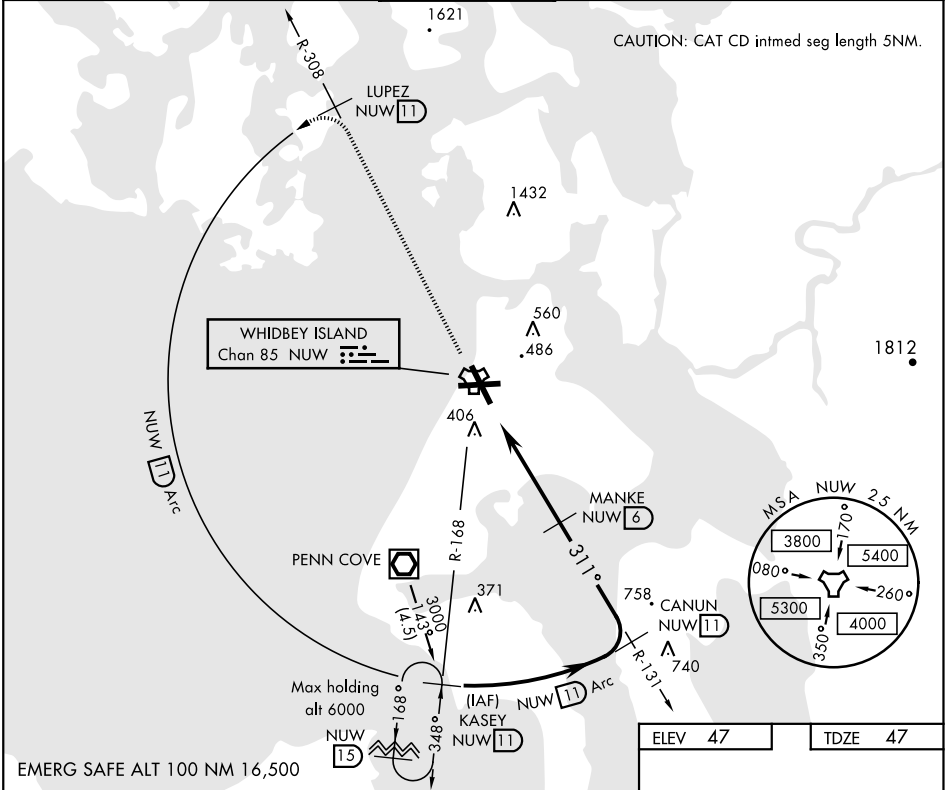 1621
CAUTION: CAT CD intmed seg length 5NM.
R-308
LUPEZ
NUW 11
1432
WHIDBEY ISLAND
Chan 85 NUW
560
486
1812
406
NUW 11 Arc
MANKE
NUW 6
R-168
311°
PENN COVE
3000
143°
(4.5)
371
758
CANUN
NUW 11
740
R-131
MSA NUW 25 NM
3800
170°
5400
080°
260°
5300
350°
4000
Max holding
alt 6000
168°
348°
(IAF)
KASEY
NUW 11
NUW 11 Arc
NUW
15
ELEV 47
TDZE 47
EMERG SAFE ALT 100 NM 16,500